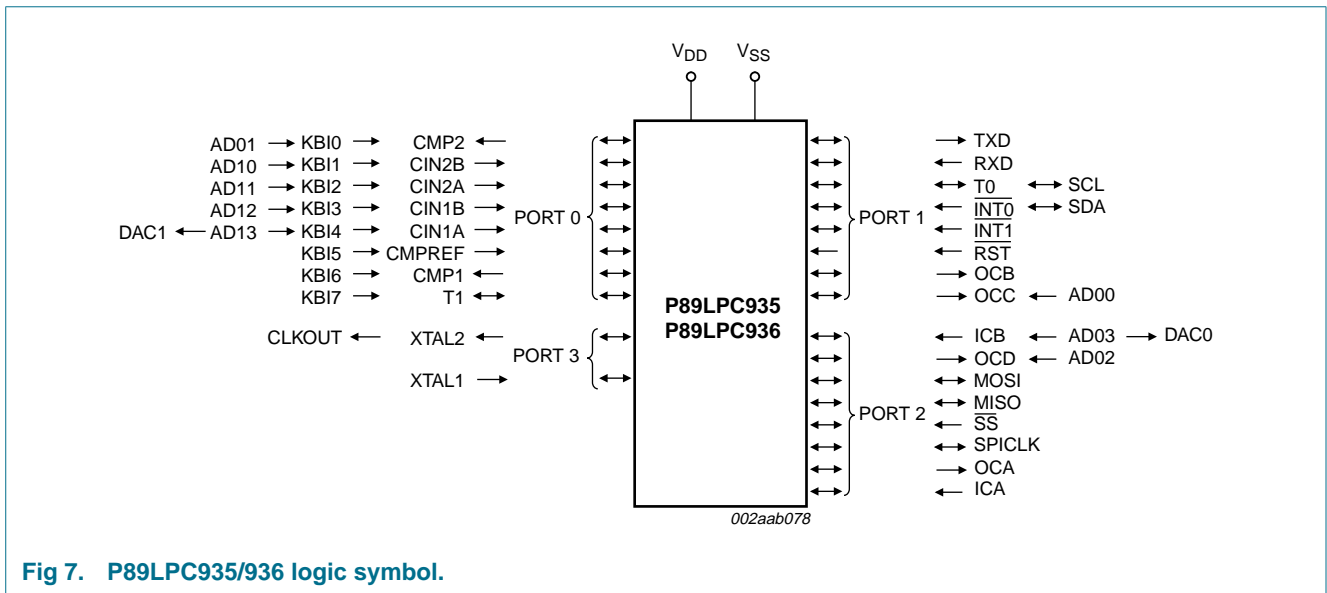 VDD VSS
AD01 KBI0 CMP2 TXD
AD10 KBI1 CIN2B RXD
AD11 KBI2 CIN2A T0 SCL
AD12 KBI3 CIN1B PORT 0 PORT 1 INT0 SDA
DAC1 AD13 KBI4 CIN1A INT1
KBI5 CMPREF RST
KBI6 CMP1 OCB
KBI7 T1 OCC AD00
P89LPC935
P89LPC936
CLKOUT XTAL2 PORT 3 ICB AD03 DAC0
OCD AD02
XTAL1 MOSI
MISO
PORT 2
SS
SPICLK
OCA
ICA
002aab078
Fig 7. P89LPC935/936 logic symbol.